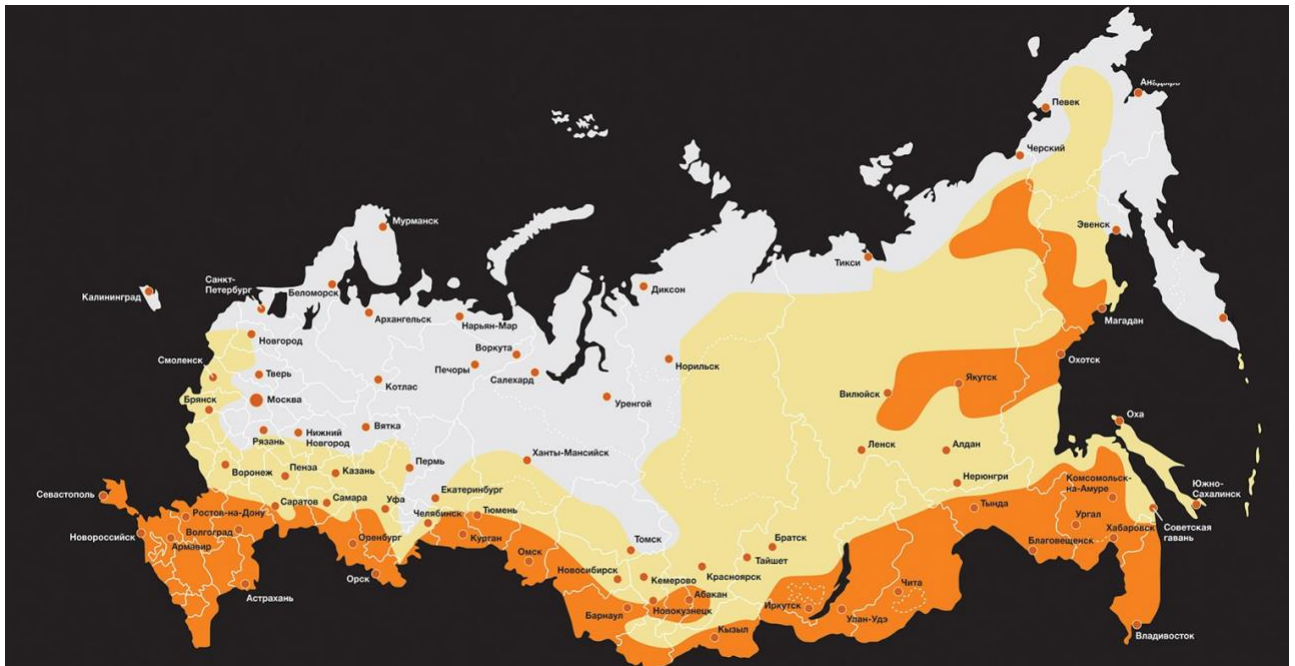 Анадырь
Певек
Черский
Мурманск
Эвенск
Тикси
Санкт-
Петербург
Беломорск
Калининград
Диксон
Архангельск
Нарьян-Мар
Магадан
Новгород
Воркута
Смоленск
Печоры
Норильск
Охотск
Тверь
Салехард
Котлас
Якутск
Вилюйск
Брянск
Москва
Уренгой
Оха
Вятка
Рязань
Нижний
Новгород
Ленск
Алдан
Ханты-Мансийск
Пермь
Воронеж
Пенза
Казань
Нерюнгри
Комсомольск-
на-Амуре
Южно-
Сахалинск
Севастополь
Екатеринбург
Саратов
Самара
Уфа
Тюмень
Тында
Ростов-на-Дону
Челябинск
Ургал
Советская
гавань
Волгоград
Хабаровск
Новороссийск
Армавир
Оренбург
Курган
Томск
Братск
Благовещенск
Омск
Тайшет
Орск
Новосибирск
Кемерово
Красноярск
Астрахань
Чита
Абакан
Барнаул
Новокузнецк
Иркутск
Улан-Удэ
Кызыл
Владивосток